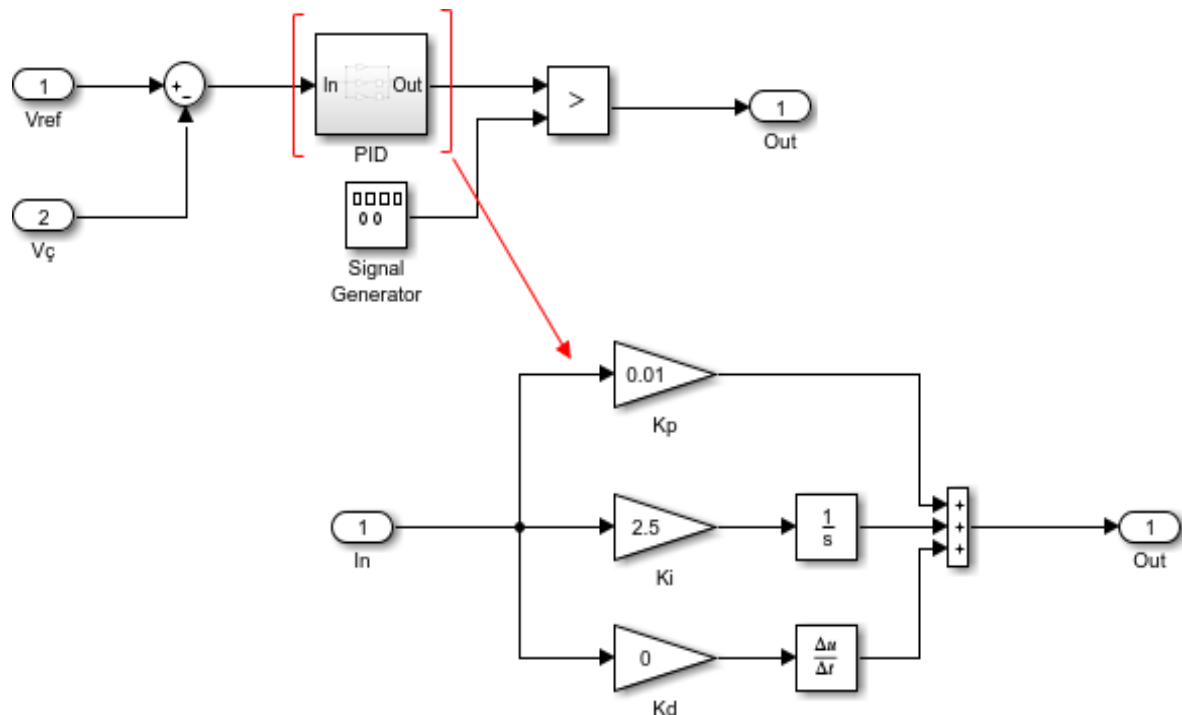 1
Vref
2
Vç
+
−
In
Out
PID
Signal
Generator
>
1
Out
0.01
Kp
1
In
2.5
Ki
1
s
0
Kd
Δu
Δt
+
+
+
1
Out